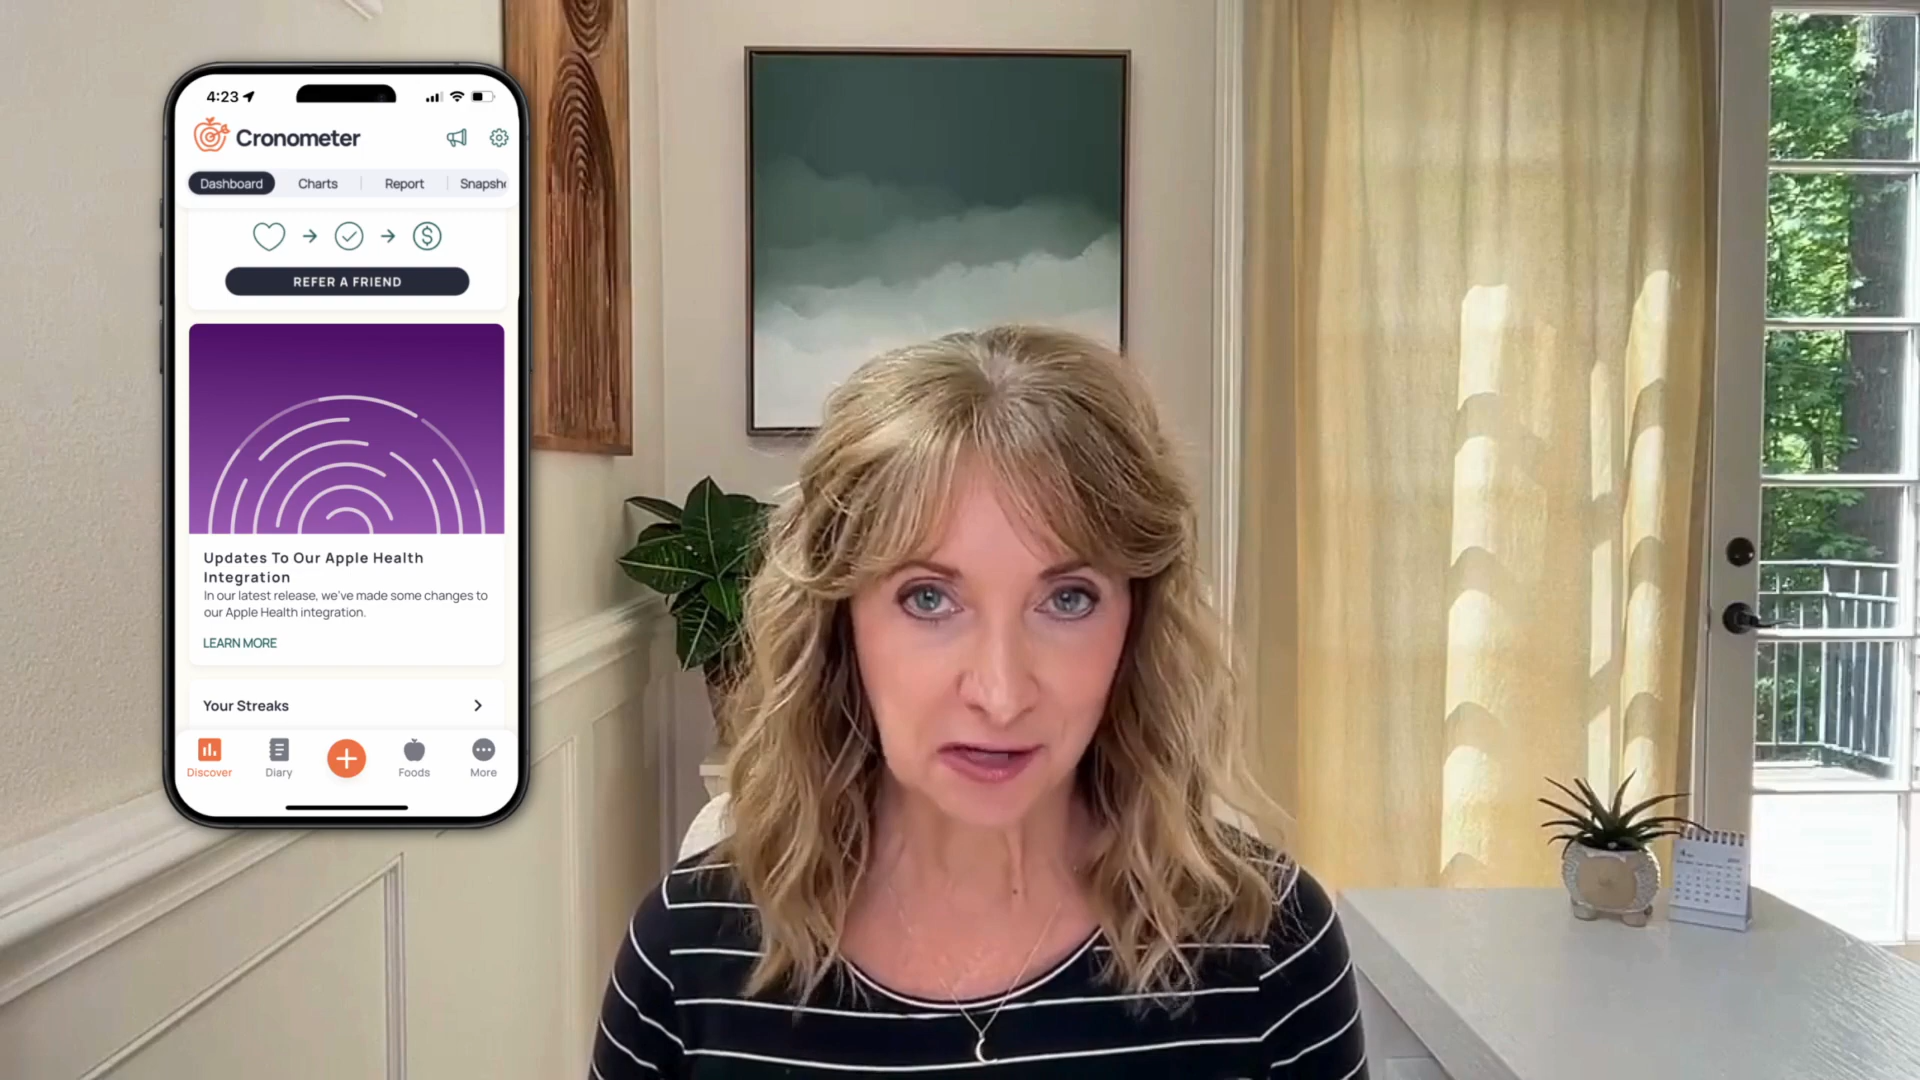 4:23
Cronometer
Dashboard Charts Report Snapsh
REFER A FRIEND
Updates To Our Apple Health
Integration
In our latest release, we've made some changes to
our Apple Health integration.
LEARN MORE
Your Streaks
Discover Diary Foods More